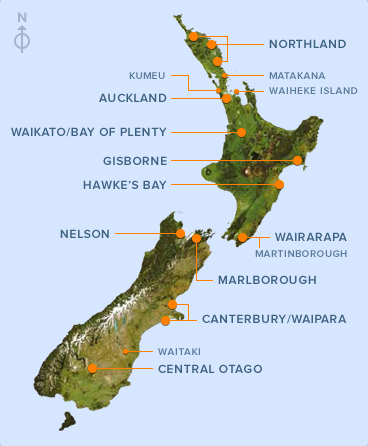 N
NORTHLAND
KUMEU
MATAKANA
WAIHEKE ISLAND
AUCKLAND
WAIKATO/BAY OF PLENTY
GISBORNE
HAWKE'S BAY
NELSON
WAIRARAPA
MARTINBOROUGH
MARLBOROUGH
CANTERBURY/WAIPARA
WAITAKI
CENTRAL OTAGO